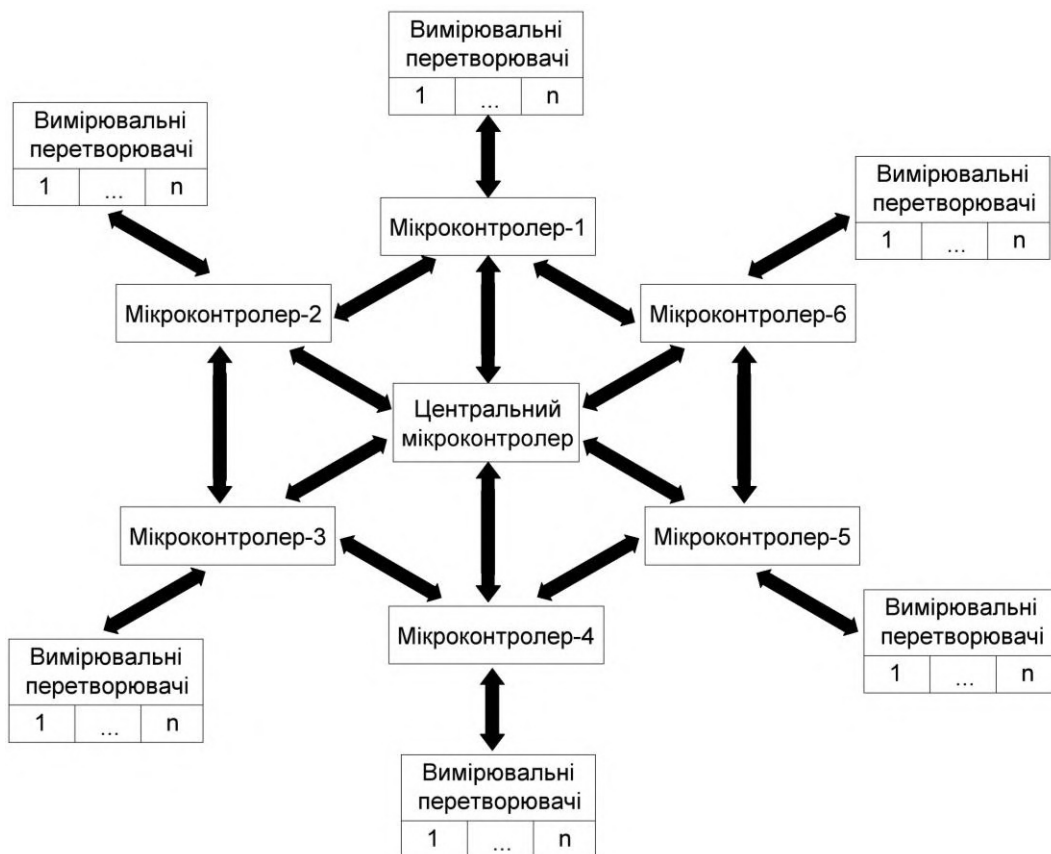 Вимірювальні
перетворювачі
1 ... n
Вимірювальні
перетворювачі
1 ... n
Вимірювальні
перетворювачі
1 ... n
Мікроконтролер-1
Мікроконтролер-2
Мікроконтролер-6
Центральний
мікроконтролер
Мікроконтролер-3
Мікроконтролер-5
Мікроконтролер-4
Вимірювальні
перетворювачі
1 ... n
Вимірювальні
перетворювачі
1 ... n
Вимірювальні
перетворювачі
1 ... n